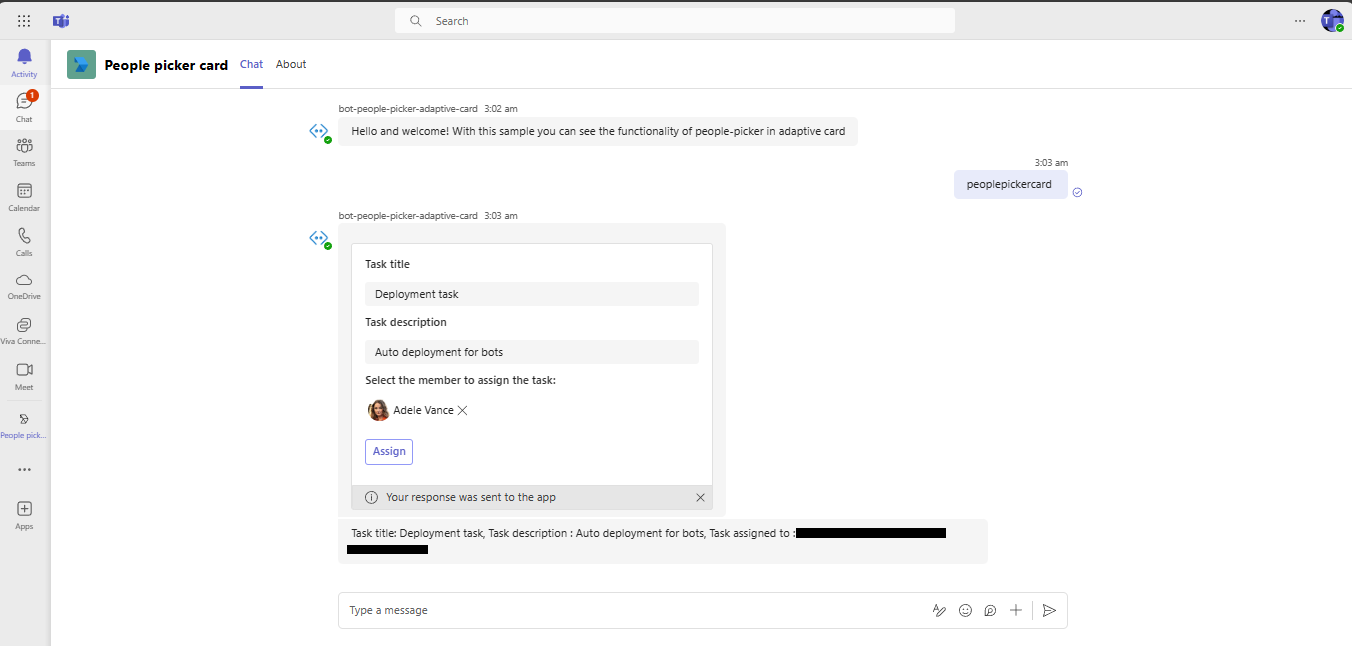 Search
T
Activity
1
Chat
Teams
Calendar
Calls
OneDrive
Viva Conne...
Meet
People pick...
Apps
People picker card Chat About
bot-people-picker-adaptive-card 3:02 am
Hello and welcome! With this sample you can see the functionality of people-picker in adaptive card
3:03 am
peoplepickercard
bot-people-picker-adaptive-card 3:03 am
Task title
Deployment task
Task description
Auto deployment for bots
Select the member to assign the task:
Adele Vance
Assign
Your response was sent to the app
Task title: Deployment task, Task description : Auto deployment for bots, Task assigned to :
Type a message